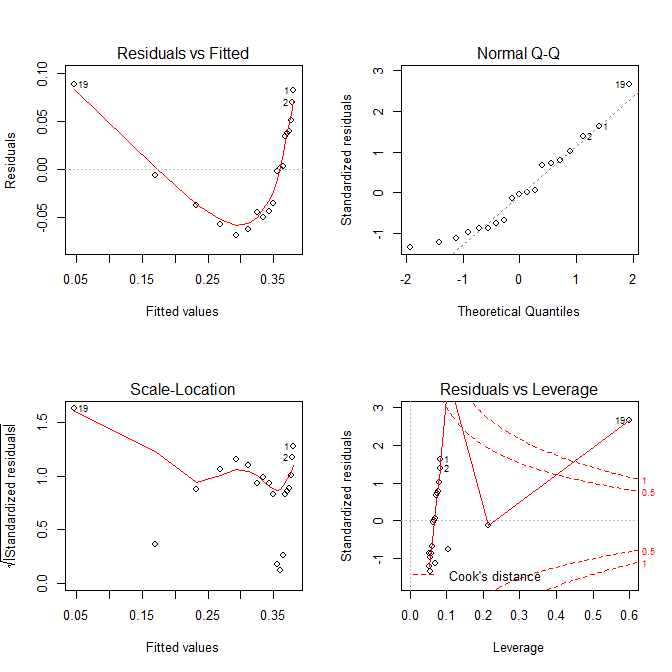 Residuals vs Fitted
Residuals
0.10
0.05
0.00
-0.05
19
1
2
0.05 0.15 0.25 0.35
Fitted values
Normal Q-Q
Standardized residuals
3
2
1
0
-1
19
1
2
-2 -1 0 1 2
Theoretical Quantiles
Scale-Location
√|Standardized residuals|
1.5
1.0
0.5
0.0
19
1
2
0.05 0.15 0.25 0.35
Fitted values
Residuals vs Leverage
Standardized residuals
3
2
1
0
-1
19
1
2
1
0.5
0.5
1
Cook's distance
0.0 0.1 0.2 0.3 0.4 0.5 0.6
Leverage